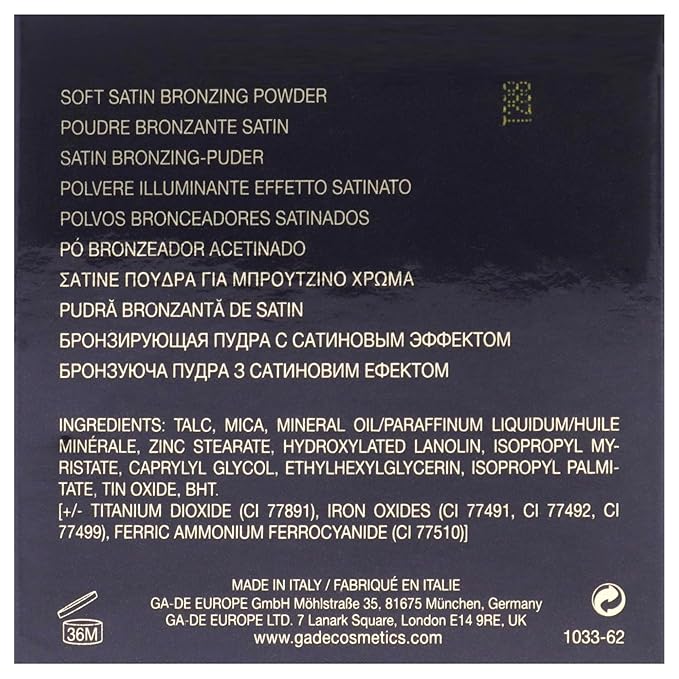 SOFT SATIN BRONZING POWDER
POUDRE BRONZANTE SATIN
SATIN BRONZING-PUDER
POLVERE ILLUMINANTE EFFETTO SATINATO
POLVOS BRONCEADORES SATINADOS
PÓ BRONZEADOR ACETINADO
ΣΑΤΙΝΕ ΠΟΥΔΡΑ ΓΙΑ ΜΠΡΟΥΤΖΙΝΟ ΧΡΩΜΑ
PUDRĂ BRONZANTĂ DE SATIN
БРОНЗИРУЮЩАЯ ПУДРА С САТИНОВЫМ ЭФФЕКТОМ
БРОНЗУЮЧА ПУДРА З САТИНОВИМ ЕФЕКТОМ
INGREDIENTS: TALC, MICA, MINERAL OIL/PARAFFINUM LIQUIDUM/HUILE
MINÉRALE, ZINC STEARATE, HYDROXYLATED LANOLIN, ISOPROPYL MY-
RISTATE, CAPRYLYL GLYCOL, ETHYLHEXYLGLYCERIN, ISOPROPYL PALMI-
TATE, TIN OXIDE, BHT.
[+/- TITANIUM DIOXIDE (CI 77891), IRON OXIDES (CI 77491, CI 77492, CI
77499), FERRIC AMMONIUM FERROCYANIDE (CI 77510)]
MADE IN ITALY / FABRIQUÉ EN ITALIE
GA-DE EUROPE GmbH Möhlstraße 35, 81675 München, Germany
GA-DE EUROPE LTD. 7 Lanark Square, London E14 9RE, UK
www.gadecosmetics.com
36M
1033-62